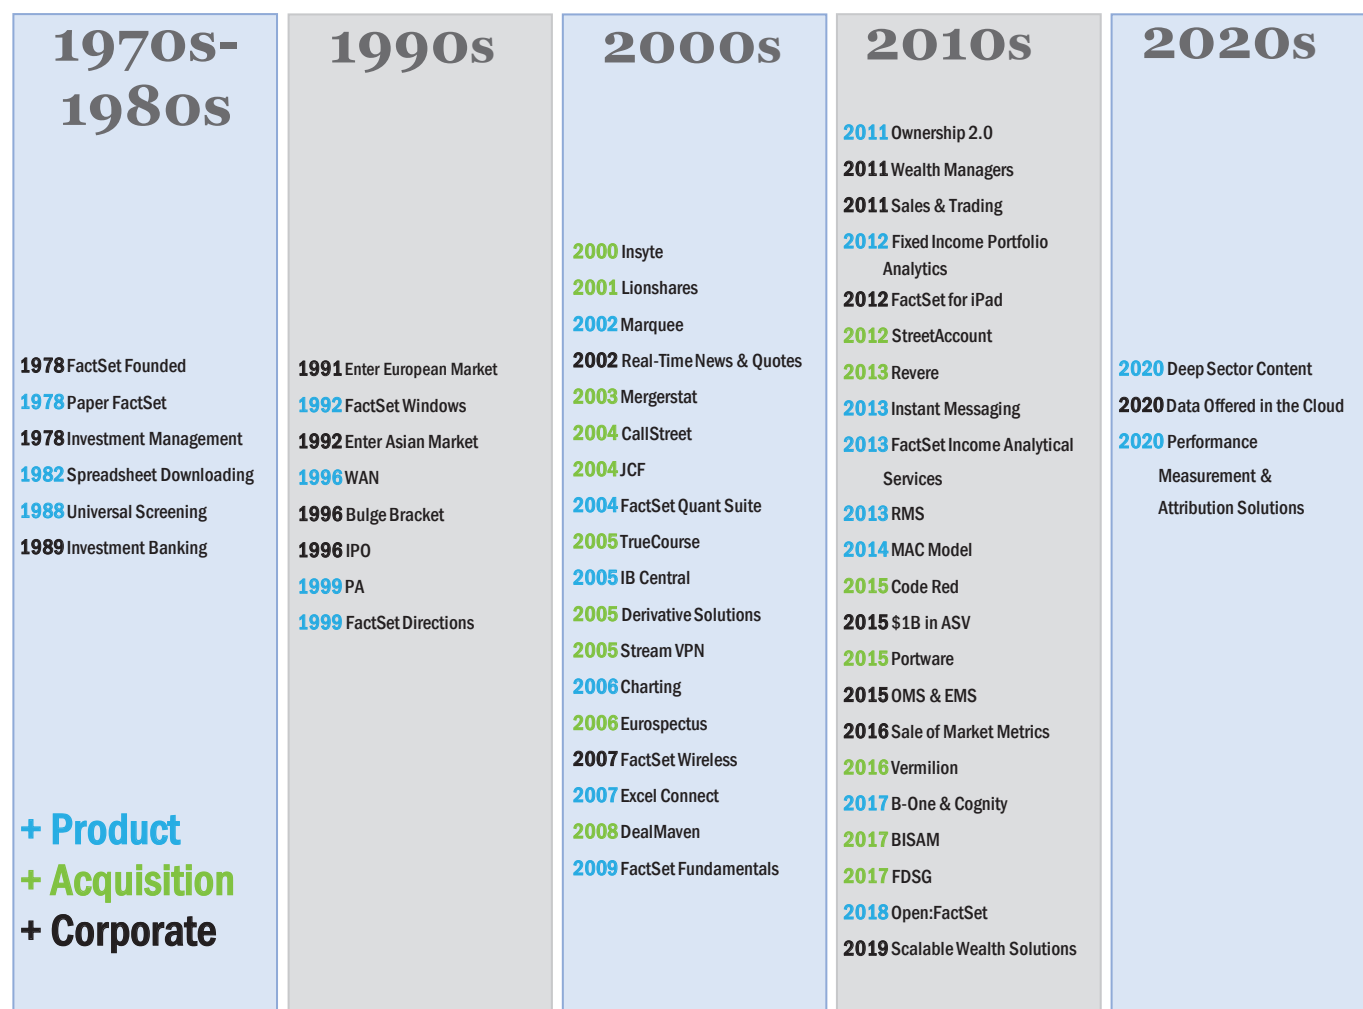 1970s-
1980s
1978 FactSet Founded
1978 Paper FactSet
1978 Investment Management
1982 Spreadsheet Downloading
1988 Universal Screening
1989 Investment Banking
+ Product
+ Acquisition
+ Corporate
1990s
1991 Enter European Market
1992 FactSet Windows
1992 Enter Asian Market
1996 WAN
1996 Bulge Bracket
1996 IPO
1999 PA
1999 FactSet Directions
2000s
2000 Insyte
2001 Lionshares
2002 Marquee
2002 Real-Time News & Quotes
2003 Mergerstat
2004 CallStreet
2004 JCF
2004 FactSet Quant Suite
2005 TrueCourse
2005 IB Central
2005 Derivative Solutions
2005 Stream VPN
2006 Charting
2006 Eurospectus
2007 FactSet Wireless
2007 Excel Connect
2008 DealMaven
2009 FactSet Fundamentals
2010s
2011 Ownership 2.0
2011 Wealth Managers
2011 Sales & Trading
2012 Fixed Income Portfolio
Analytics
2012 FactSet for iPad
2012 StreetAccount
2013 Revere
2013 Instant Messaging
2013 FactSet Income Analytical
Services
2013 RMS
2014 MAC Model
2015 Code Red
2015 $1B in ASV
2015 Portware
2015 OMS & EMS
2016 Sale of Market Metrics
2016 Vermilion
2017 B-One & Cognity
2017 BISAM
2017 FDSG
2018 Open:FactSet
2019 Scalable Wealth Solutions
2020s
2020 Deep Sector Content
2020 Data Offered in the Cloud
2020 Performance
Measurement &
Attribution Solutions